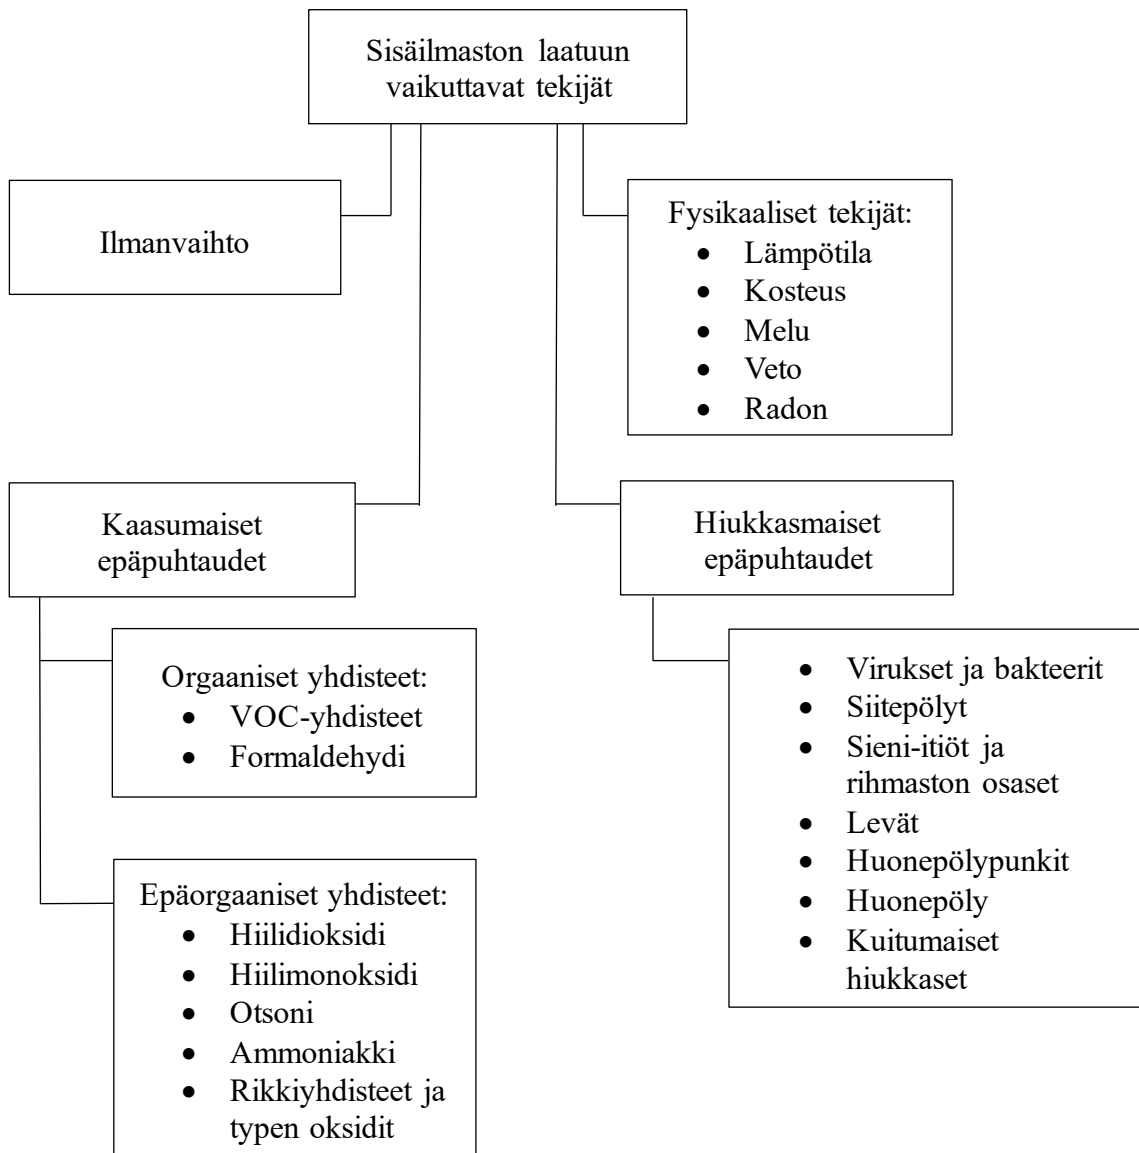 Sisäilmaston laatuun
vaikuttavat tekijät
Ilmanvaihto
Fysikaaliset tekijät:
• Lämpötila
• Kosteus
• Melu
• Veto
• Radon
Kaasumaiset
epäpuhtaudet
Hiukkasmaiset
epäpuhtaudet
Orgaaniset yhdisteet:
• VOC-yhdisteet
• Formaldehydi
Epäorgaaniset yhdisteet:
• Hiilidioksidi
• Hiilimonoksidi
• Otsoni
• Ammoniakki
• Rikkiyhdisteet ja
typen oksidit
• Virukset ja bakteerit
• Siitepölyt
• Sieni-itiöt ja
rihmaston osaset
• Levät
• Huonepölypunkit
• Huonepöly
• Kuitumaiset
hiukkaset